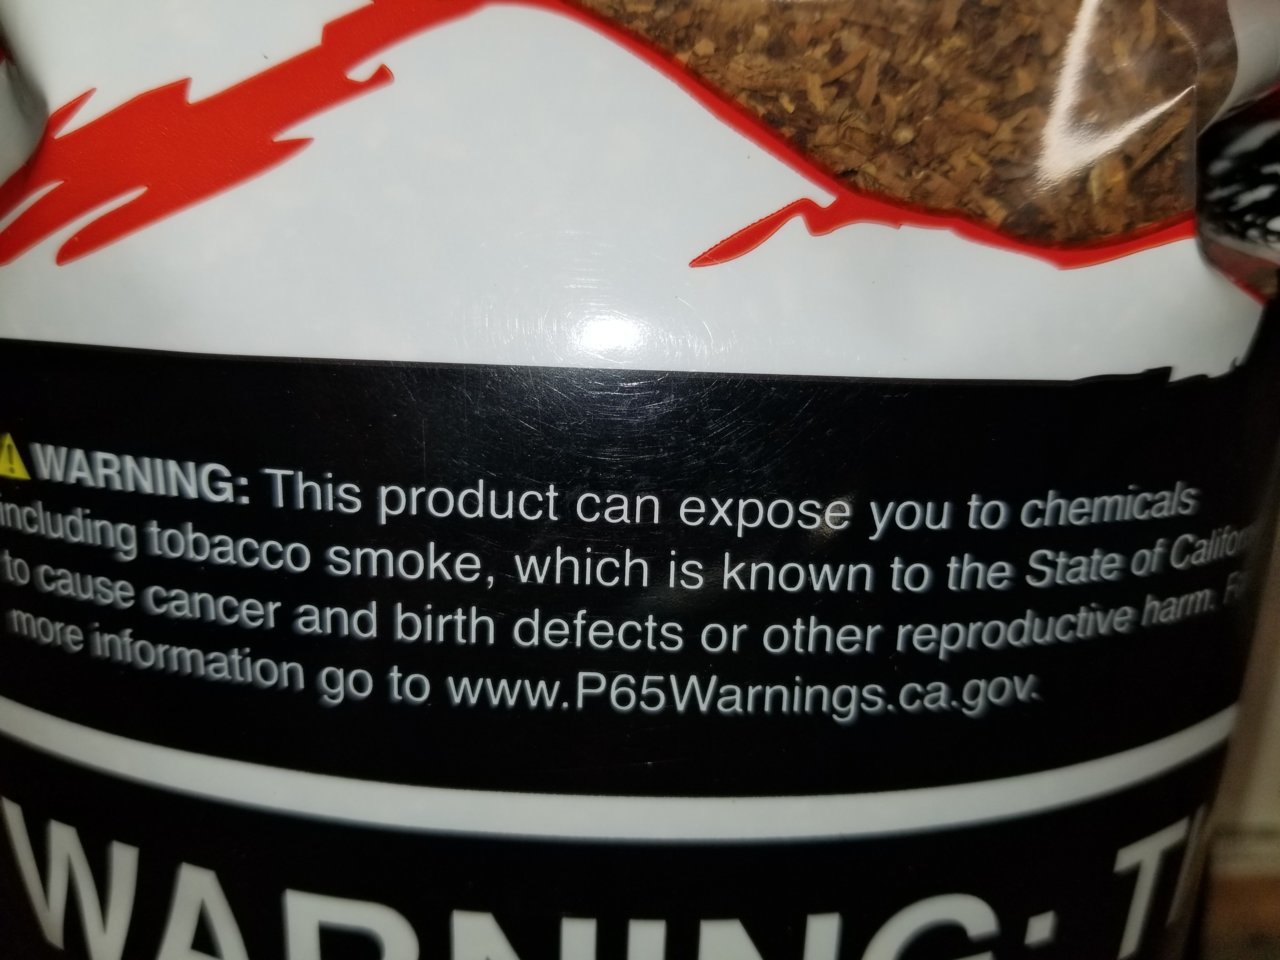 WARNING: This product can expose you to chemicals
including tobacco smoke, which is known to the State of Califor
to cause cancer and birth defects or other reproductive harm. F
more information go to www.P65Warnings.ca.gov.
WARNING: T